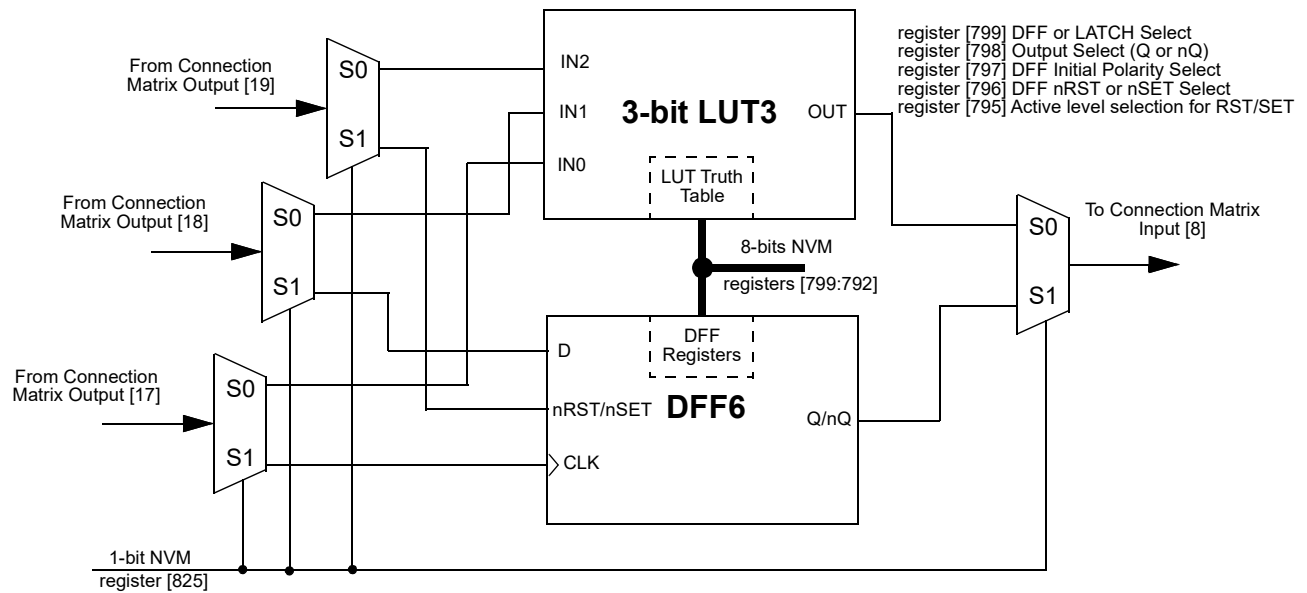 register [799] DFF or LATCH Select
register [798] Output Select (Q or nQ)
register [797] DFF Initial Polarity Select
register [796] DFF nRST or nSET Select
register [795] Active level selection for RST/SET
From Connection
Matrix Output [19]
S0
S1
IN2
IN1
IN0
3-bit LUT3
OUT
LUT Truth
Table
From Connection
Matrix Output [18]
S0
S1
8-bits NVM
registers [799:792]
S0
S1
To Connection Matrix
Input [8]
From Connection
Matrix Output [17]
S0
S1
DFF
Registers
D
nRST/nSET
DFF6
CLK
Q/nQ
1-bit NVM
register [825]